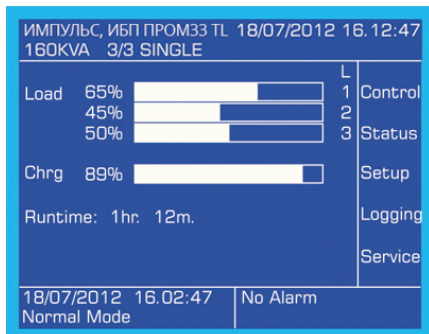 ИМПУЛЬС, ИБП ПРОМ33 TL 18/07/2012 16.12:47
160KVA 3/3 SINGLE
L
Load 65% 1
45% 2
50% 3
Chrg 89%
Runtime: 1hr. 12m.
Control
Status
Setup
Logging
Service
18/07/2012 16.02:47 No Alarm
Normal Mode